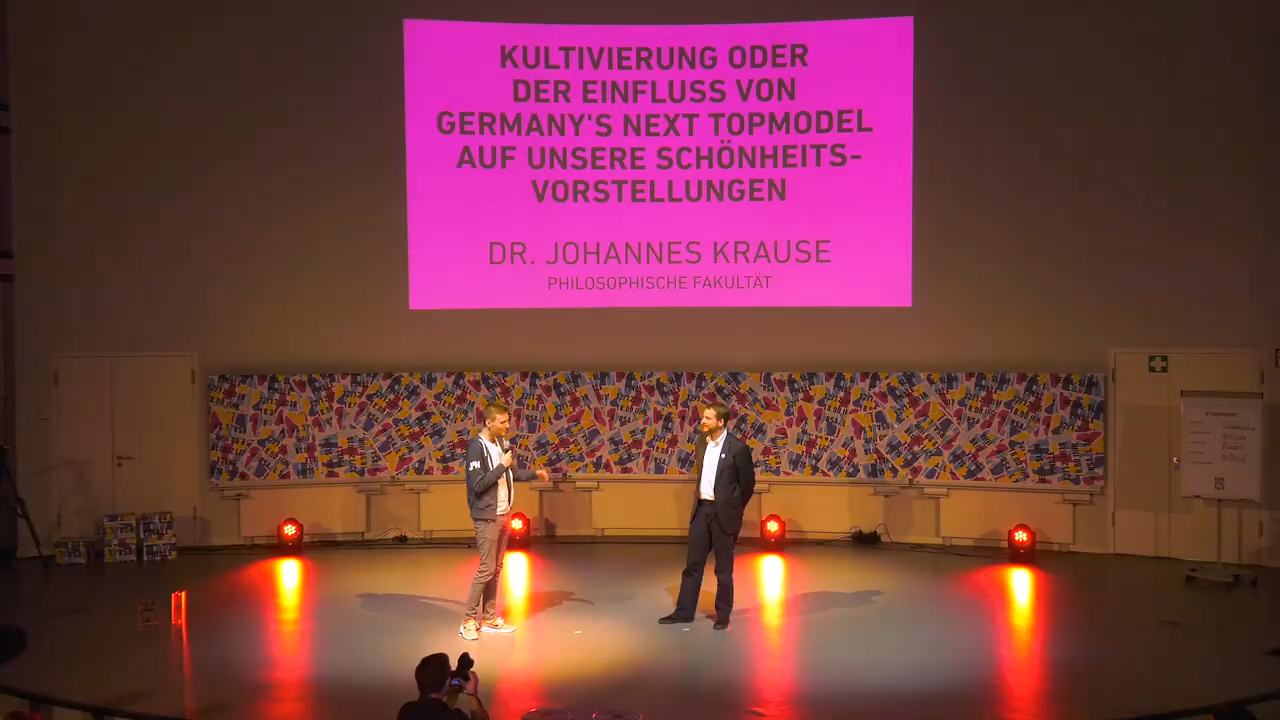 KULTIVIERUNG ODER
DER EINFLUSS VON
GERMANY'S NEXT TOPMODEL
AUF UNSERE SCHÖNHEITS-
VORSTELLUNGEN
DR. JOHANNES KRAUSE
PHILOSOPHISCHE FAKULTÄT